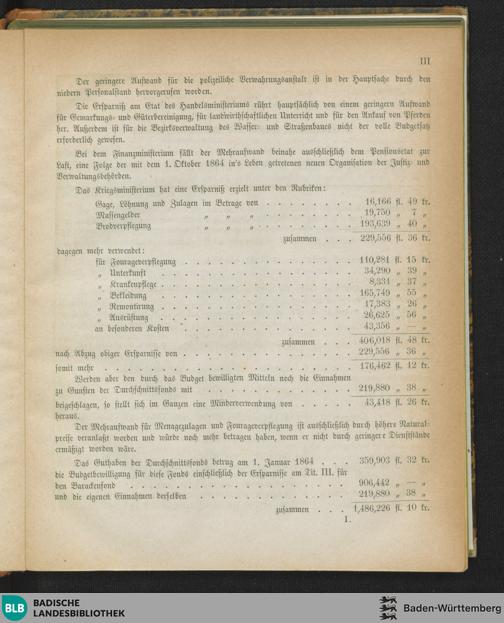 III
Der geringere Aufwand für die polizeiliche Verwahrungsanstalt ist in der Hauptsache durch den
niedern Personalstand hervorgerufen worden.
Die Ersparniß am Etat des Handelsministeriums rührt hauptsächlich von einem geringern Aufwand
für Gemarkungs- und Güterbereinigung, für landwirthschaftlichen Unterricht und für den Ankauf von Pferden
her. Außerdem ist für die Bezirksverwaltung des Wasser- und Straßenbaues nicht der volle Budgetsatz
erforderlich gewesen.
Bei dem Finanzministerium fällt der Mehraufwand beinahe ausschließlich dem Pensionsetat zur
Last, eine Folge der mit dem 1. Oktober 1864 in's Leben getretenen neuen Organisation der Justiz- und
Verwaltungsbehörden.
Das Kriegsministerium hat eine Ersparniß erzielt unter den Rubriken:
Gage, Löhnung und Zulagen im Betrage von . . . . . . . . 16,166 fl. 49 kr.
Massengelder „ „ „ . . . . . . . . 19,750 „ 7 „
Brodverpflegung „ „ „ . . . . . . . . 193,639 „ 40 „
zusammen . . . 229,556 fl. 36 kr.
dagegen mehr verwendet:
für Fourageverpflegung . . . . . . . . 110,281 fl. 15 kr.
„ Unterkunft . . . . . . . . 34,290 „ 39 „
„ Krankenpflege . . . . . . . . 8,331 „ 37 „
„ Bekleidung . . . . . . . . 165,749 „ 55 „
„ Remontirung . . . . . . . . 17,383 „ 26 „
„ Ausrüstung . . . . . . . . 26,625 „ 56 „
an besonderen Kosten . . . . . . . . 43,356 „ — „
zusammen . . . 406,018 fl. 48 kr.
nach Abzug obiger Ersparnisse von . . . . . . . . 229,556 „ 36 „
somit mehr . . . . . . . . 176,462 fl. 12 kr.
Werden aber den durch das Budget bewilligten Mitteln noch die Einnahmen
zu Gunsten der Durchschnittsfonds mit . . . . . . . . 219,880 „ 38 „
beigeschlagen, so stellt sich im Ganzen eine Minderverwendung von . . . . . 43,418 fl. 26 kr.
heraus.
Der Mehraufwand für Menagezulagen und Fourageverpflegung ist ausschließlich durch höhere Natural-
preise veranlaßt worden und würde noch mehr betragen haben, wenn er nicht durch geringere Dienststände
ermäßigt worden wäre.
Das Guthaben der Durchschnittsfonds betrug am 1. Januar 1864 . . . 359,903 fl. 32 kr.
die Budgetbewilligung für diese Fonds einschließlich der Ersparnisse am Tit. III. für
den Barackenfond . . . . . . . . 906,442 „ — „
und die eigenen Einnahmen derselben . . . . . . . . 219,880 „ 38 „
zusammen . . . 1,486,226 fl. 10 kr.
1.
BLB BADISCHE
LANDESBIBLIOTHEK
Baden-Württemberg